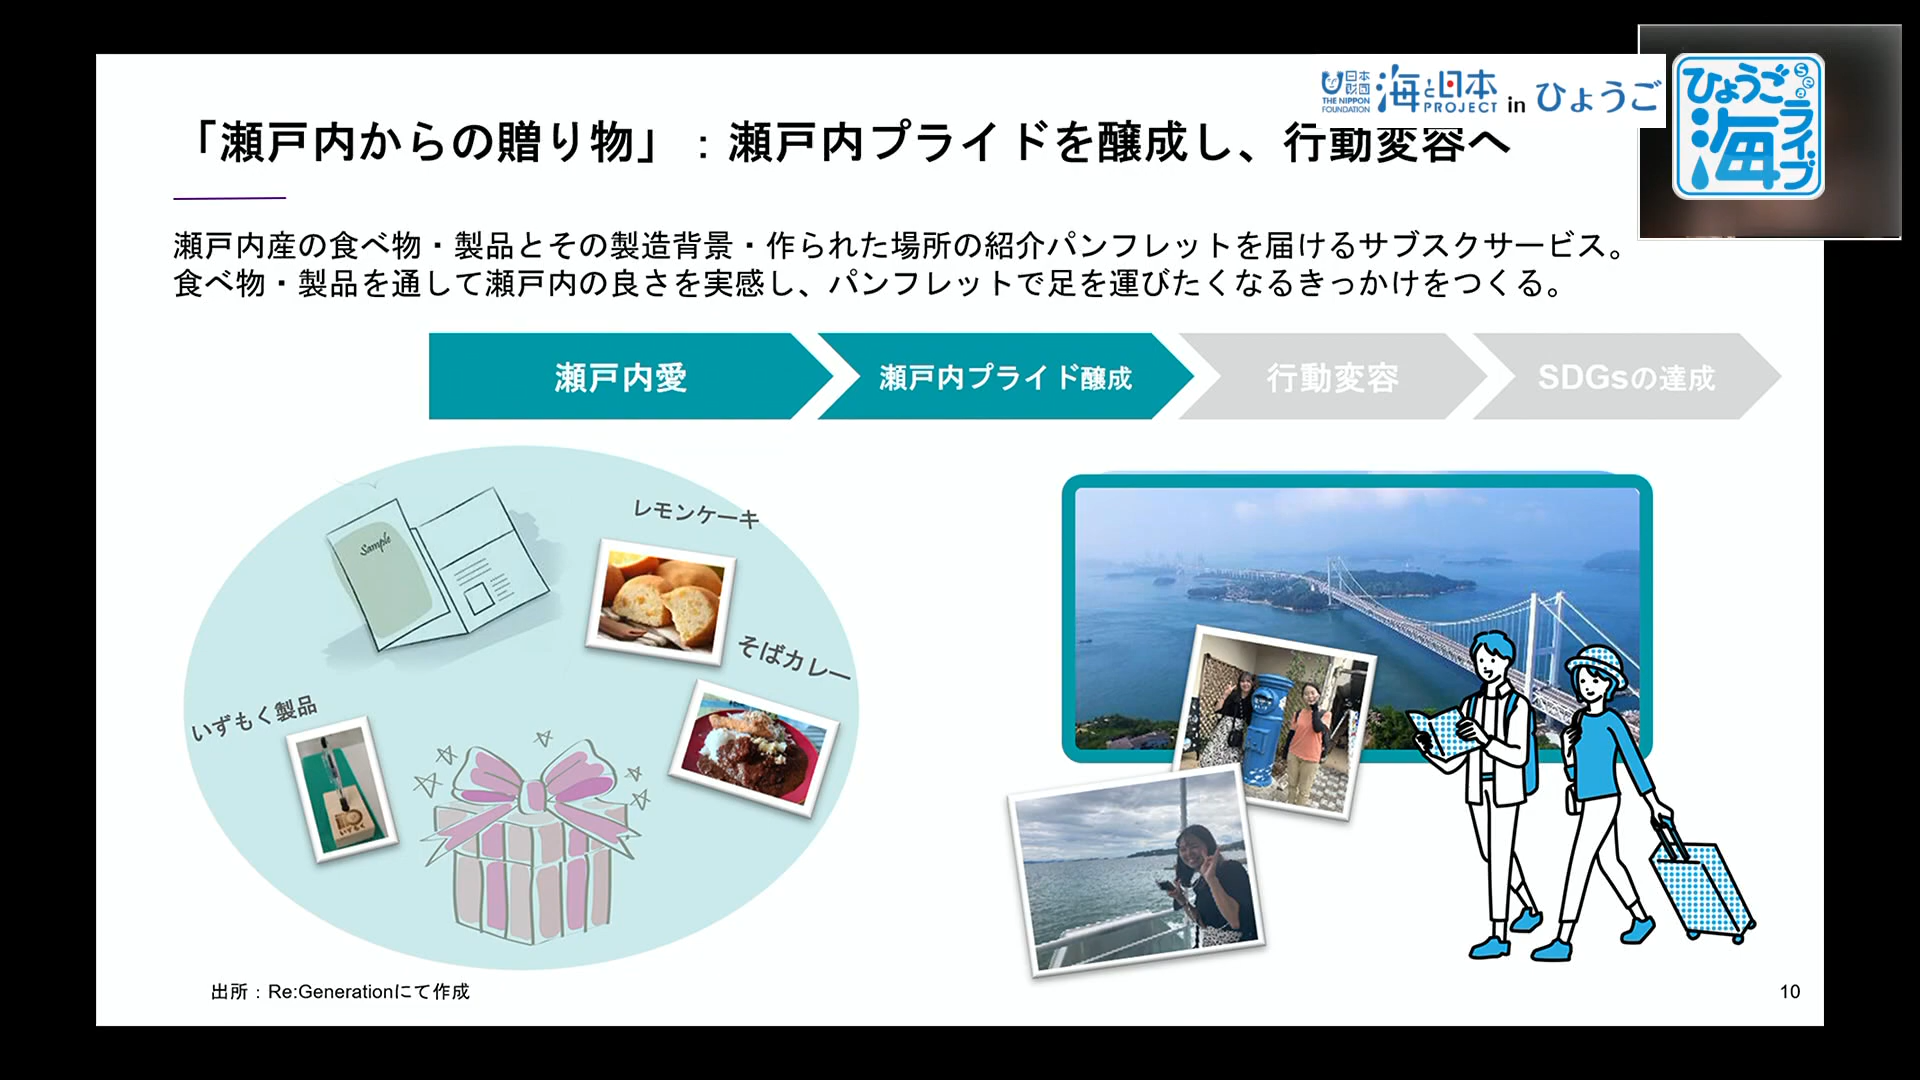 日本財団
THE NIPPON FOUNDATION
海と日本 PROJECT in ひょうご
ひょうご Sea
海ライブ
「瀬戸内からの贈り物」：瀬戸内プライドを醸成し、行動変容へ
瀬戸内産の食べ物・製品とその製造背景・作られた場所の紹介パンフレットを届けるサブスクサービス。
食べ物・製品を通して瀬戸内の良さを実感し、パンフレットで足を運びたくなるきっかけをつくる。
瀬戸内愛
瀬戸内プライド醸成
行動変容
SDGsの達成
Sample
レモンケーキ
そばカレー
いずもく製品
出所：Re:Generationにて作成
10